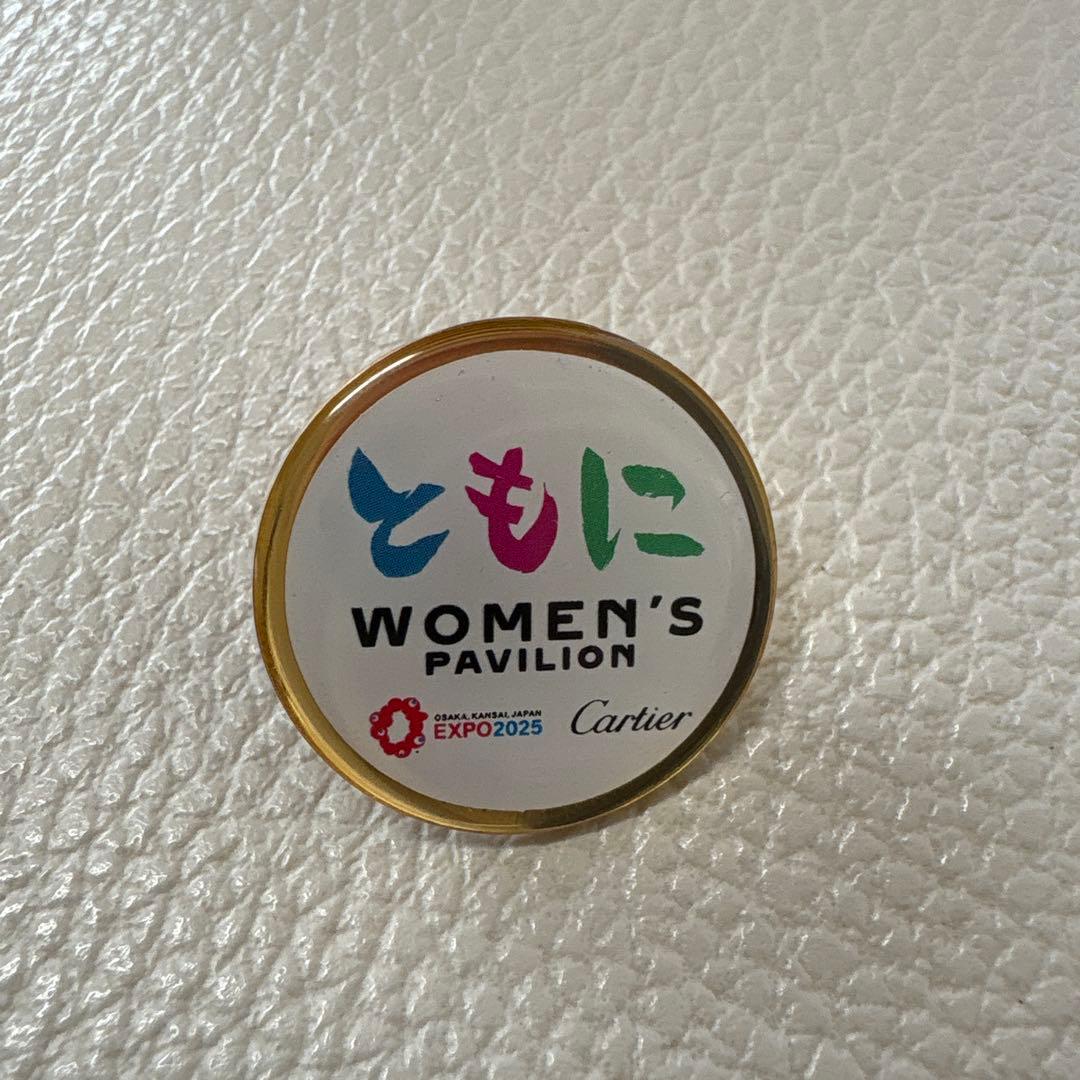 ともに
WOMEN'S
PAVILION
OSAKA, KANSAI, JAPAN
EXPO2025
Cartier